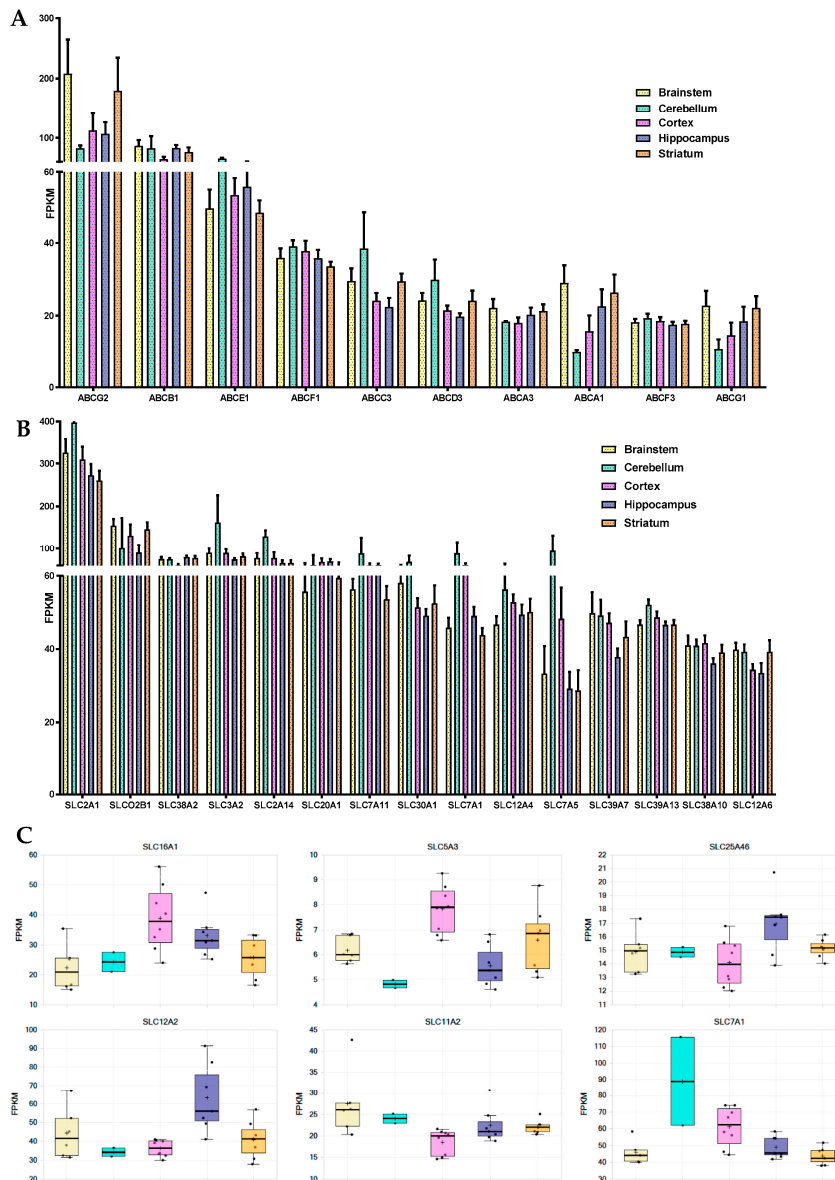 A
300
200
100
60
40
20
0
FPKM
Brainstem
Cerebellum
Cortex
Hippocampus
Striatum
ABCG2 ABCB1 ABCE1 ABCF1 ABCC3 ABCD3 ABCA3 ABCA1 ABCF3 ABCG1
B
400
300
200
100
60
40
20
0
FPKM
Brainstem
Cerebellum
Cortex
Hippocampus
Striatum
SLC2A1 SLCO2B1 SLC38A2 SLC3A2 SLC2A14 SLC20A1 SLC7A11 SLC30A1 SLC7A1 SLC12A4 SLC7A5 SLC39A7 SLC39A13 SLC38A10 SLC12A6
C
SLC16A1
60
50
40
30
20
10
FPKM
SLC5A3
10
9
8
7
6
5
4
FPKM
SLC25A46
22
21
20
19
18
17
16
15
14
13
12
11
FPKM
SLC12A2
100
90
80
70
60
50
40
30
20
FPKM
SLC11A2
45
40
35
30
25
20
15
10
FPKM
SLC7A1
120
110
100
90
80
70
60
50
40
30
FPKM